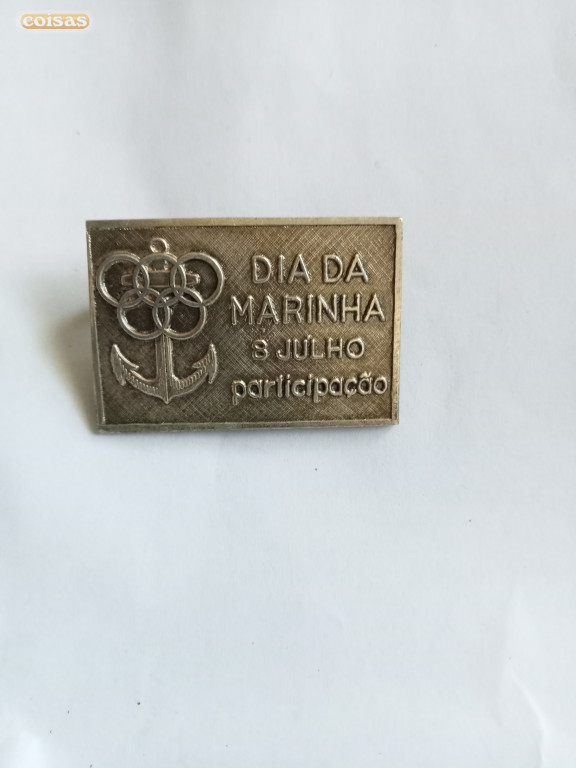 coisas
DIA DA
MARINHA
8 JULHO
participação